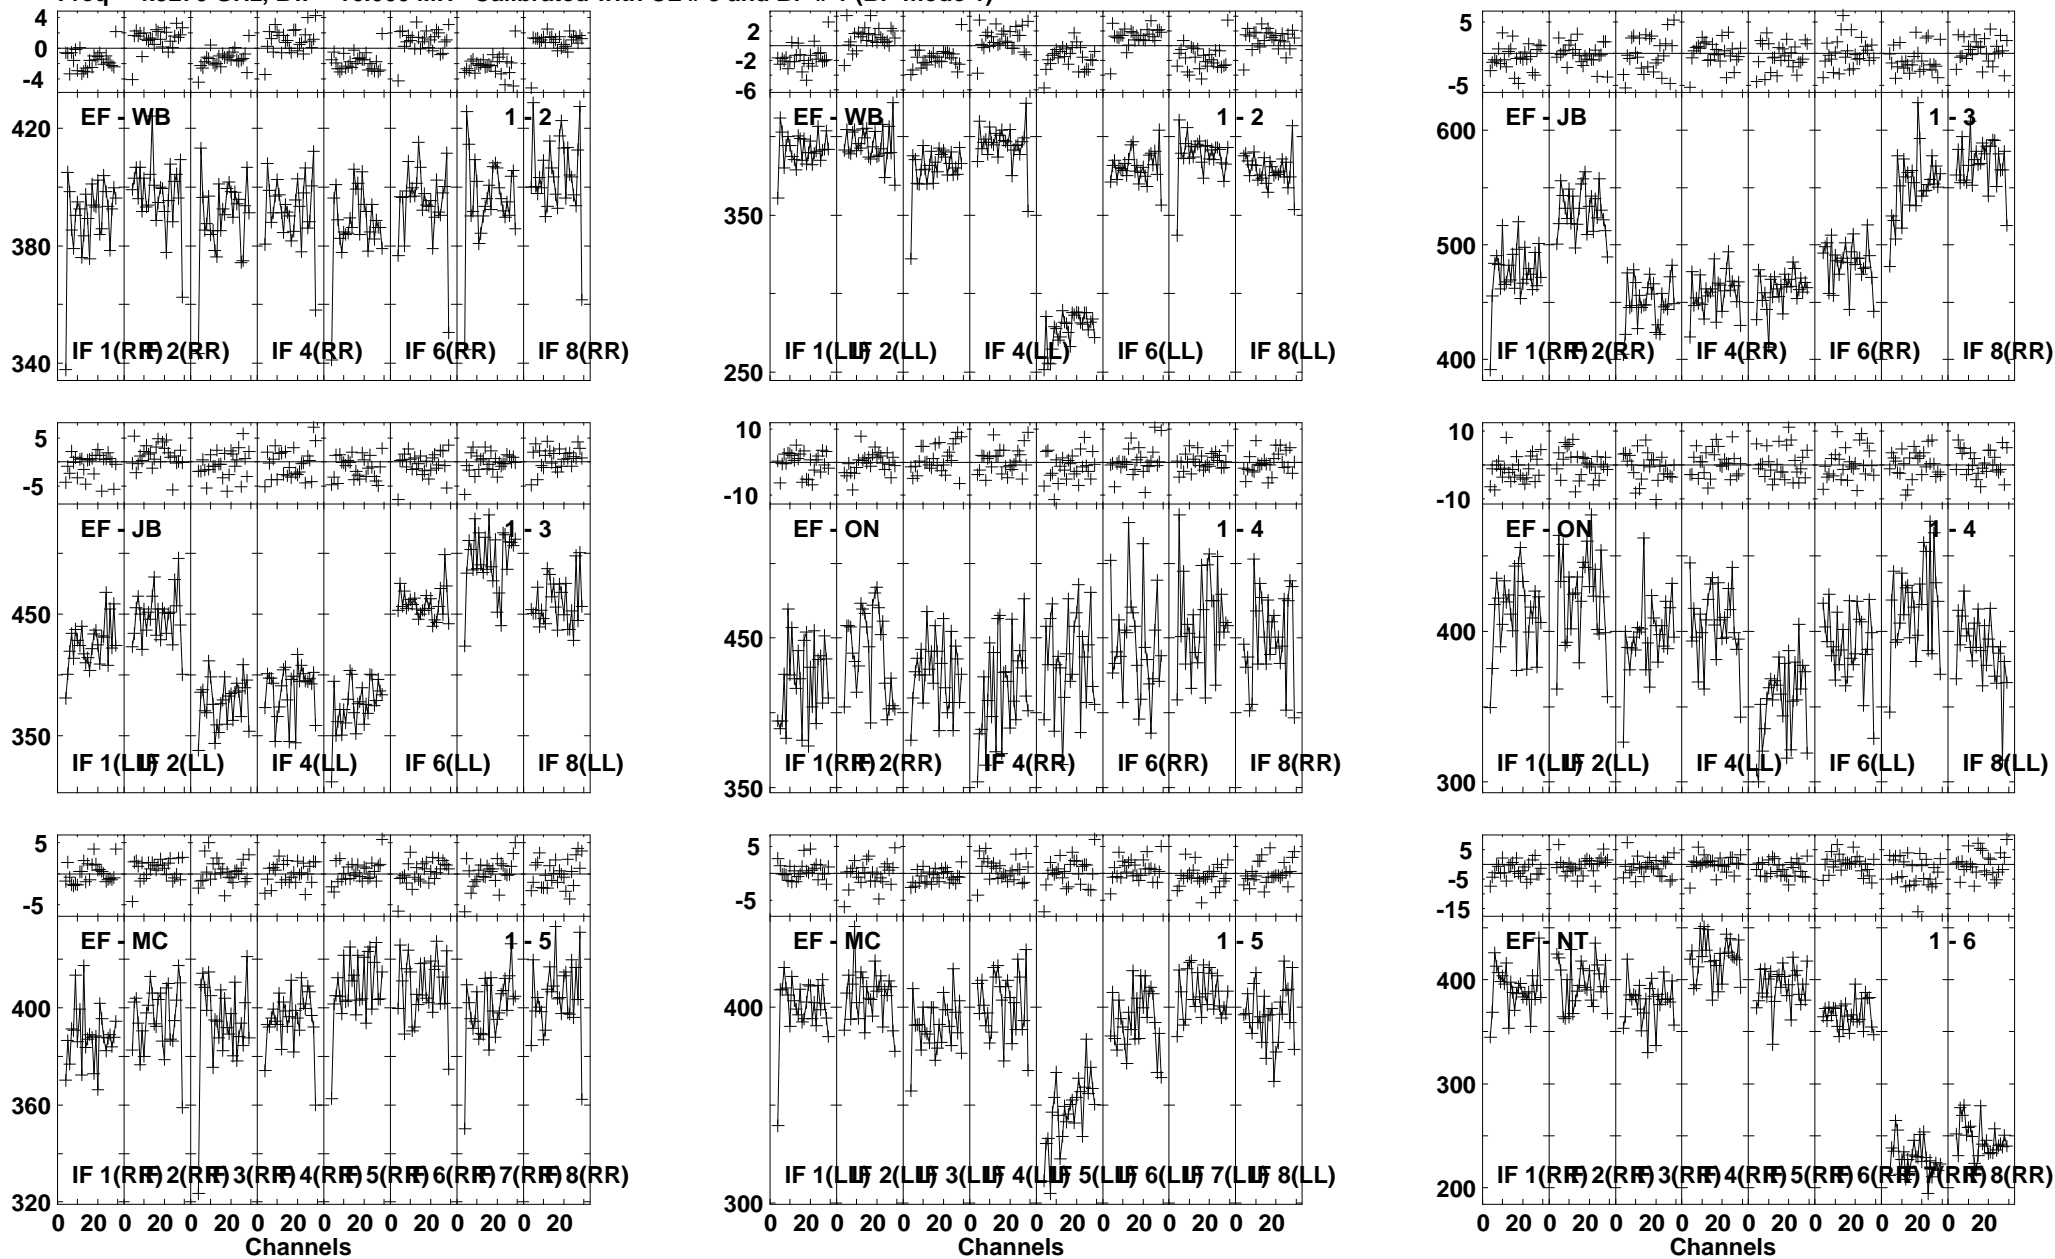 4
0
-4
420
380
340
EF - WB
1 - 2
IF 1(RR)
IF 2(RR)
IF 4(RR)
IF 6(RR)
IF 8(RR)
2
-2
-6
350
250
EF - WB
1 - 2
IF 1(LL)
IF 2(LL)
IF 4(LL)
IF 6(LL)
IF 8(LL)
5
-5
600
500
400
EF - JB
1 - 3
IF 1(RR)
IF 2(RR)
IF 4(RR)
IF 6(RR)
IF 8(RR)
5
-5
450
350
EF - JB
1 - 3
IF 1(LL)
IF 2(LL)
IF 4(LL)
IF 6(LL)
IF 8(LL)
10
-10
450
350
EF - ON
1 - 4
IF 1(RR)
IF 2(RR)
IF 4(RR)
IF 6(RR)
IF 8(RR)
10
-10
400
300
EF - ON
1 - 4
IF 1(LL)
IF 2(LL)
IF 4(LL)
IF 6(LL)
IF 8(LL)
5
-5
400
360
320
EF - MC
1 - 5
IF 1(RR)
IF 2(RR)
IF 3(RR)
IF 4(RR)
IF 5(RR)
IF 6(RR)
IF 7(RR)
IF 8(RR)
0 20 0 20 0 20 0 20 0 20 0 20 0 20 0 20
Channels
5
-5
400
300
EF - MC
1 - 5
IF 1(LL)
IF 2(LL)
IF 3(LL)
IF 4(LL)
IF 5(LL)
IF 6(LL)
IF 7(LL)
IF 8(LL)
0 20 0 20 0 20 0 20 0 20 0 20 0 20 0 20
Channels
5
-5
-15
400
300
200
EF - NT
1 - 6
IF 1(RR)
IF 2(RR)
IF 3(RR)
IF 4(RR)
IF 5(RR)
IF 6(RR)
IF 7(RR)
IF 8(RR)
0 20 0 20 0 20 0 20 0 20 0 20 0 20 0 20
Channels